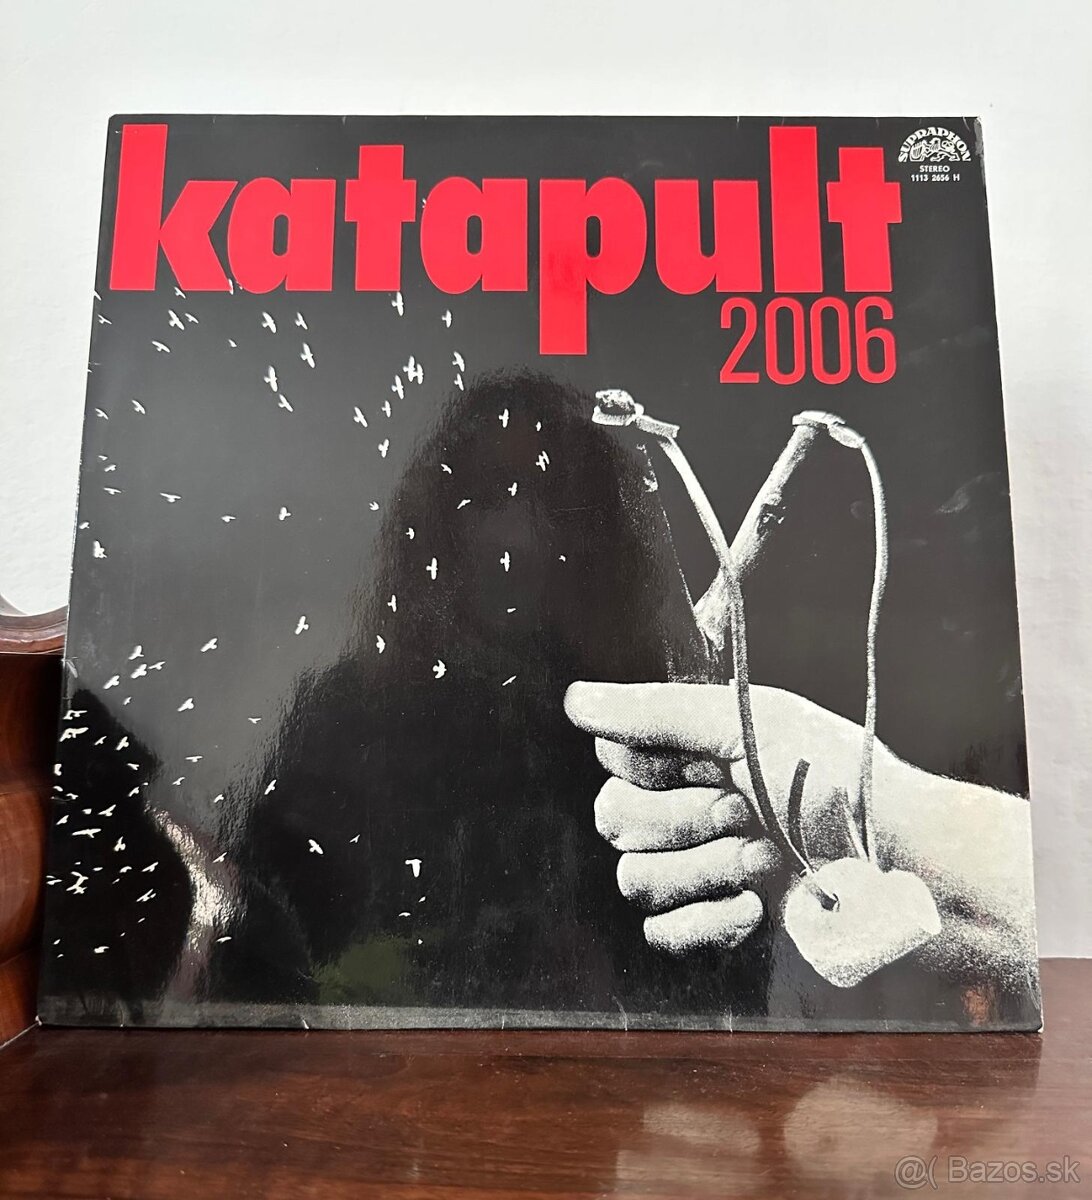 katapult
2006
SUPRAPHON
STEREO
1113 2656 H
@( Bazos.sk